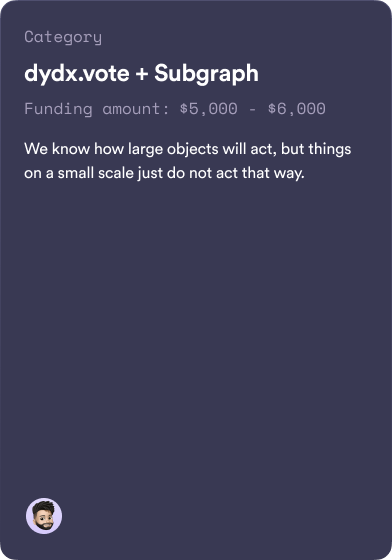 Category
dydx.vote + Subgraph
Funding amount: $5,000 - $6,000
We know how large objects will act, but things
on a small scale just do not act that way.